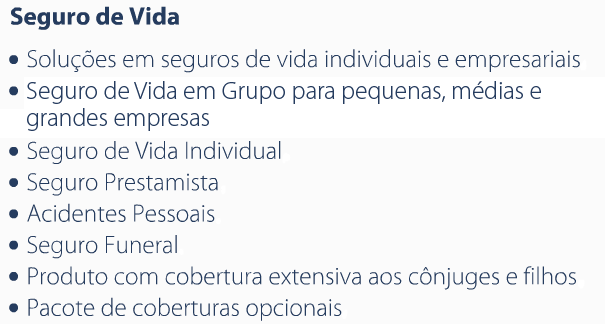 Seguro de Vida
• Soluções em seguros de vida individuais e empresariais
• Seguro de Vida em Grupo para pequenas, médias e
grandes empresas
• Seguro de Vida Individual
• Seguro Prestamista
• Acidentes Pessoais
• Seguro Funeral
• Produto com cobertura extensiva aos cônjuges e filhos
• Pacote de coberturas opcionais